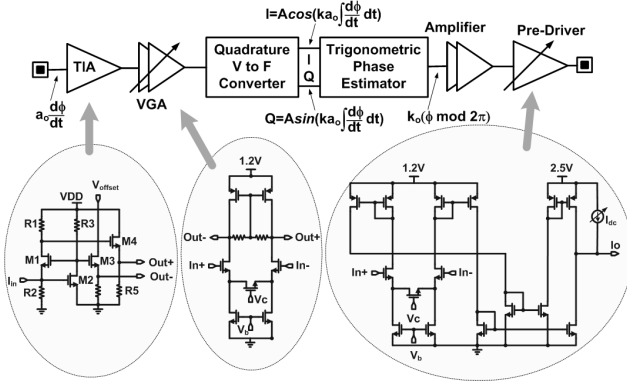 I=Acos(ka₀∫dϕ/dt dt)
Amplifier
Pre-Driver
TIA
VGA
Quadrature
V to F
Converter
I
Q
Trigonometric
Phase
Estimator
a₀dϕ/dt
Q=Asin(ka₀∫dϕ/dt dt)
k₀(ϕ mod 2π)
VDD
V_offset
R1
R3
M4
M1
M3
Out+
Out-
I_in
M2
R2
R5
1.2V
Out-
Out+
In+
In-
Vc
V_b
1.2V
2.5V
I_dc
Io
In+
In-
Vc
V_b